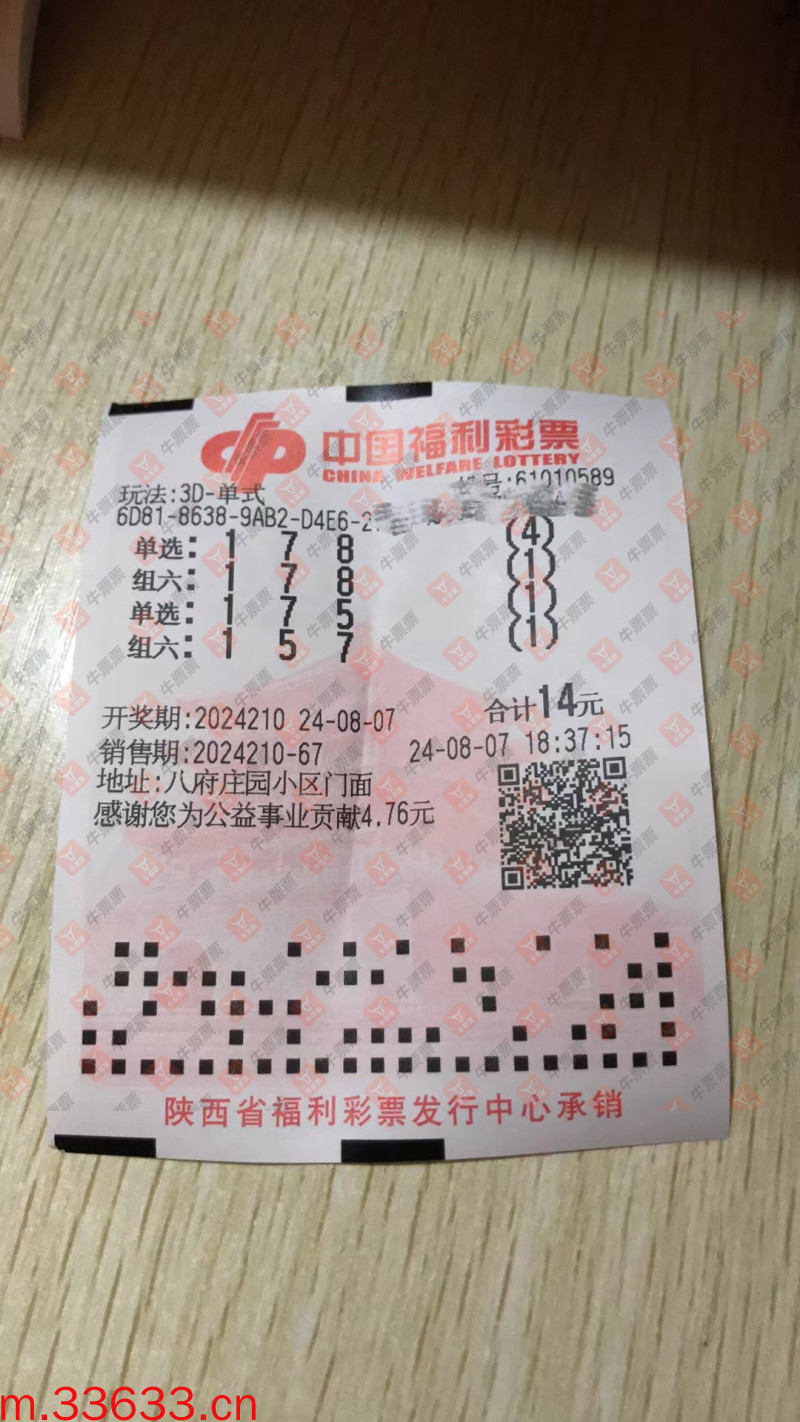 中国福利彩票
CHINA WELFARE LOTTERY
玩法:3D-单式 号:61010589
6D81-8638-9AB2-D4E6-2
单选: 1 7 8 (4)
组六: 1 7 8 (1)
单选: 1 7 5 (1)
组六: 1 5 7 (1)
合计14元
开奖期:2024210 24-08-07
销售期:2024210-67 24-08-07 18:37:15
地址:八府庄园小区门面
感谢您为公益事业贡献4.76元
陕西省福利彩票发行中心承销
牛票票
m.33633.cn